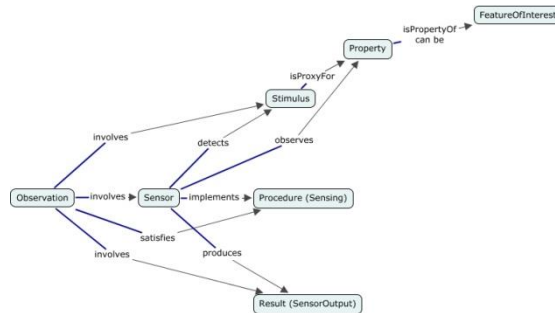 FeatureOfInterest
isPropertyOf
can be
Property
isProxyFor
Stimulus
involves
detects
observes
Observation
involves
Sensor
implements
Procedure (Sensing)
satisfies
involves
produces
Result (SensorOutput)